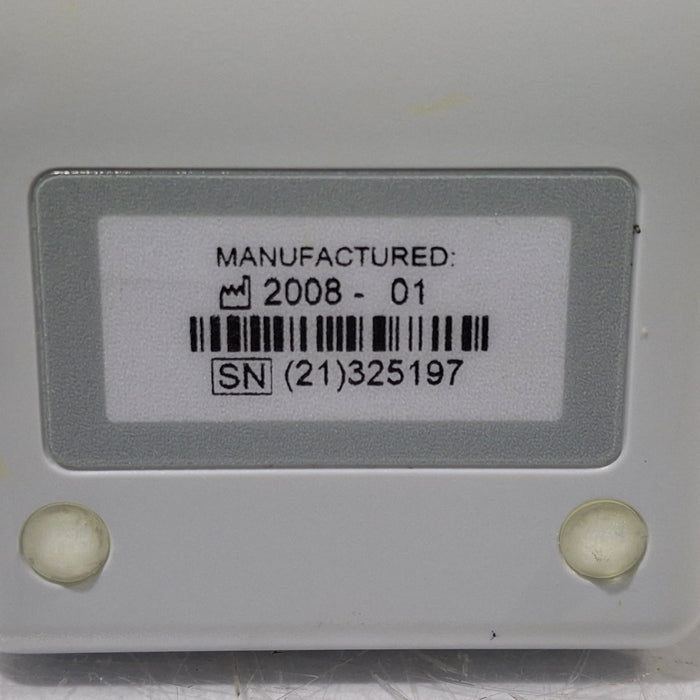 MANUFACTURED:
2008 - 01
SN (21)325197